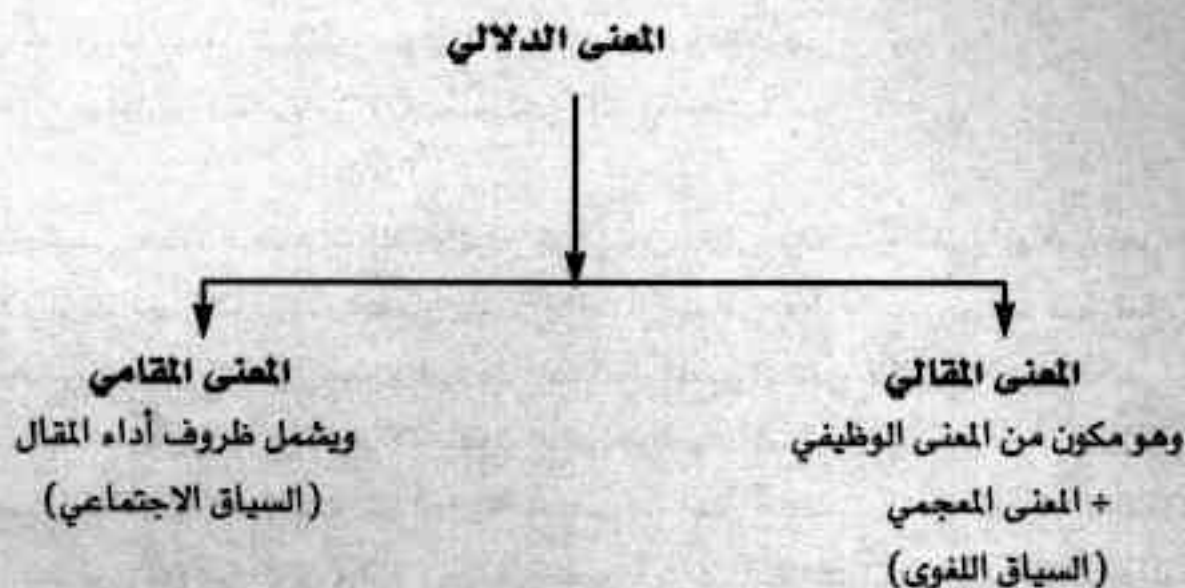 المعنى الدلالي
المعنى المقالي
وهو مكون من المعنى الوظيفي
+ المعنى المعجمي
(السياق اللغوي)
المعنى المقامي
ويشمل ظروف أداء المقال
(السياق الاجتماعي)